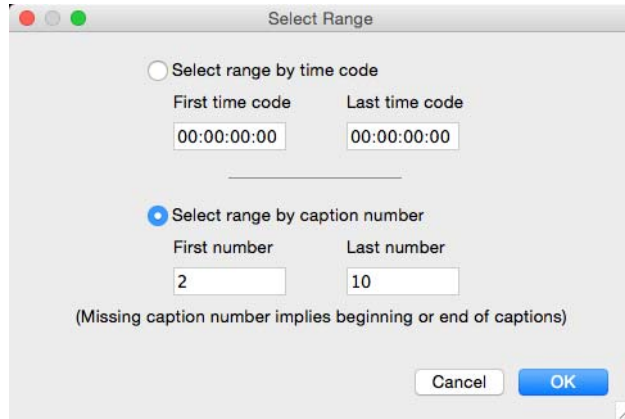 Select Range
Select range by time code
First time code Last time code
00:00:00:00 00:00:00:00
Select range by caption number
First number Last number
2 10
(Missing caption number implies beginning or end of captions)
Cancel OK